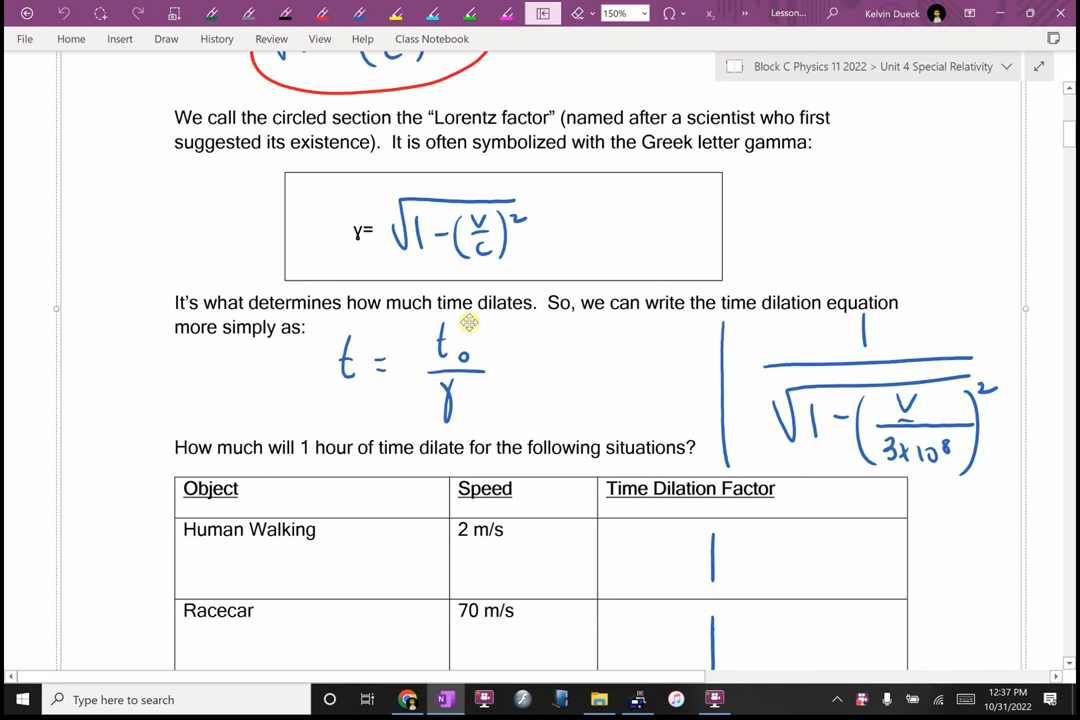 150%
Lesson...
Kelvin Dueck
File Home Insert Draw History Review View Help Class Notebook
Block C Physics 11 2022 > Unit 4 Special Relativity
We call the circled section the “Lorentz factor” (named after a scientist who first
suggested its existence). It is often symbolized with the Greek letter gamma:
ɣ= √(1-(v/c)²)
It’s what determines how much time dilates. So, we can write the time dilation equation
more simply as:
t = t₀/γ
1/√(1-(v/3x10⁸)²)
How much will 1 hour of time dilate for the following situations?
Object Speed Time Dilation Factor
Human Walking 2 m/s 1
Racecar 70 m/s 1
Type here to search
12:37 PM
10/31/2022